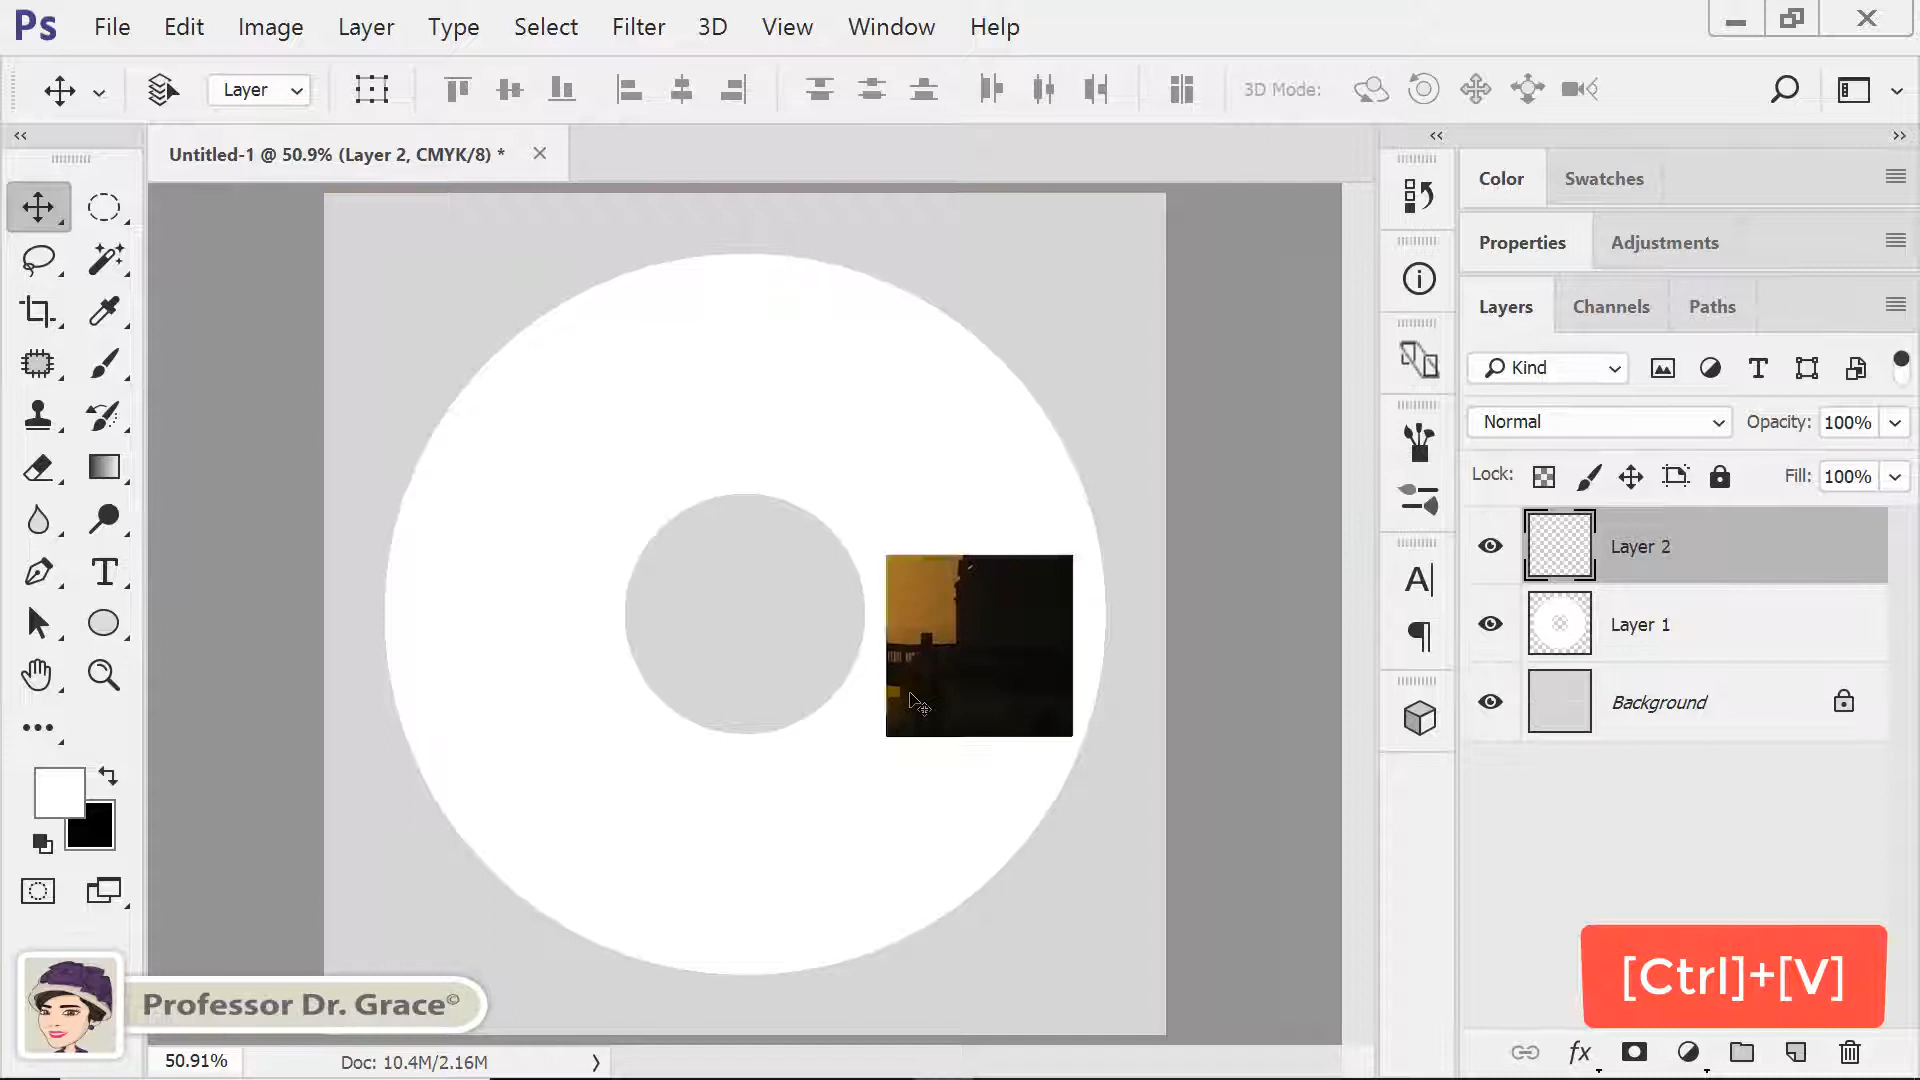 Ps File Edit Image Layer Type Select Filter 3D View Window Help
Layer 3D Mode:
Untitled-1 @ 50.9% (Layer 2, CMYK/8) *
Color Swatches
Properties Adjustments
Layers Channels Paths
Kind
Normal Opacity: 100%
Lock: Fill: 100%
Layer 2
Layer 1
Background
[Ctrl]+[V]
Professor Dr. Grace©
50.91% Doc: 10.4M/2.16M
fx